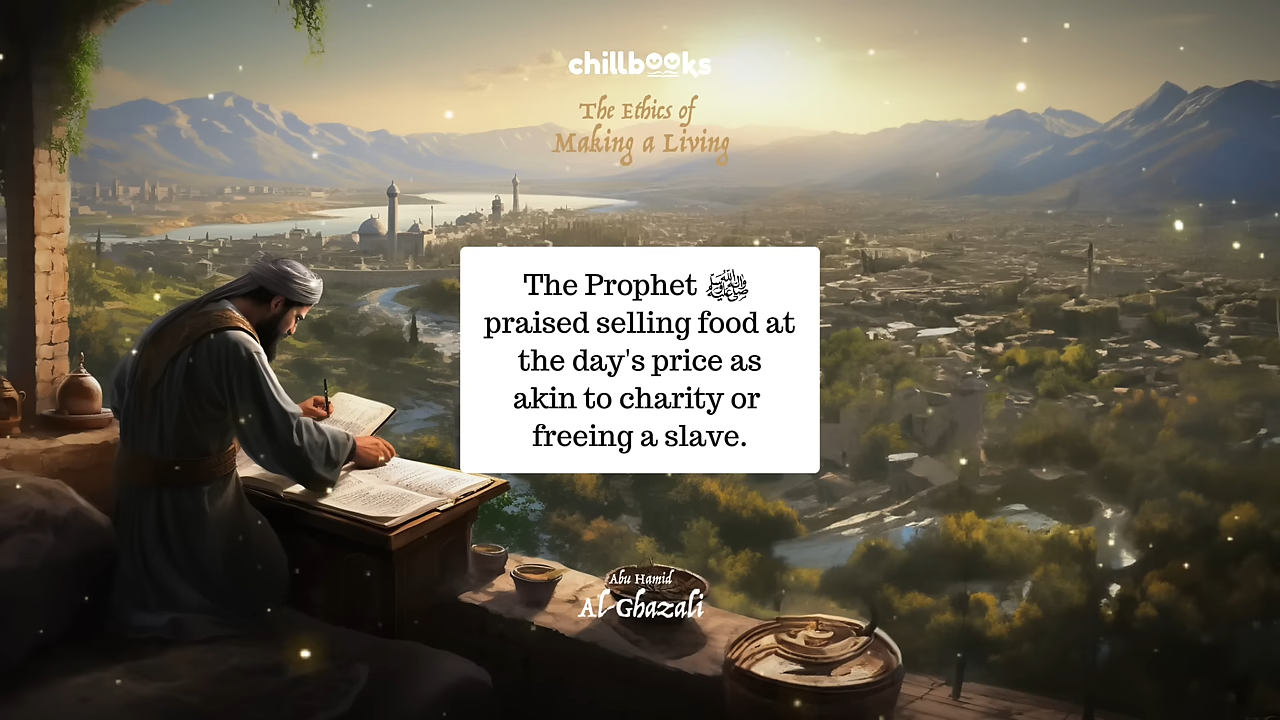 chillbooks
The Ethics of
Making a Living
The Prophet ﷺ
praised selling food at
the day's price as
akin to charity or
freeing a slave.
Abu Hamid
Al-Ghazali